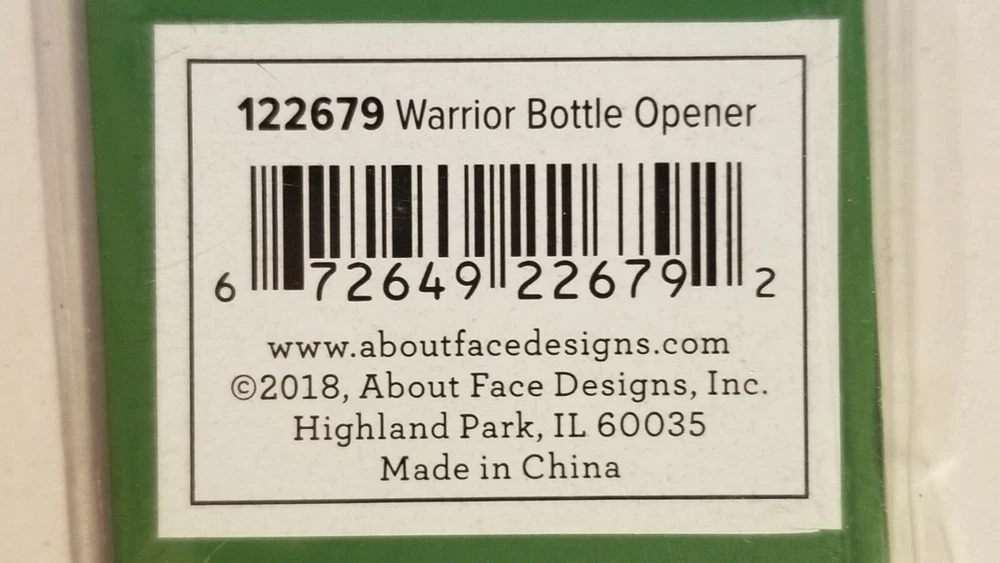 122679 Warrior Bottle Opener
6 72649 22679 2
www.aboutfacedesigns.com
©2018, About Face Designs, Inc.
Highland Park, IL 60035
Made in China